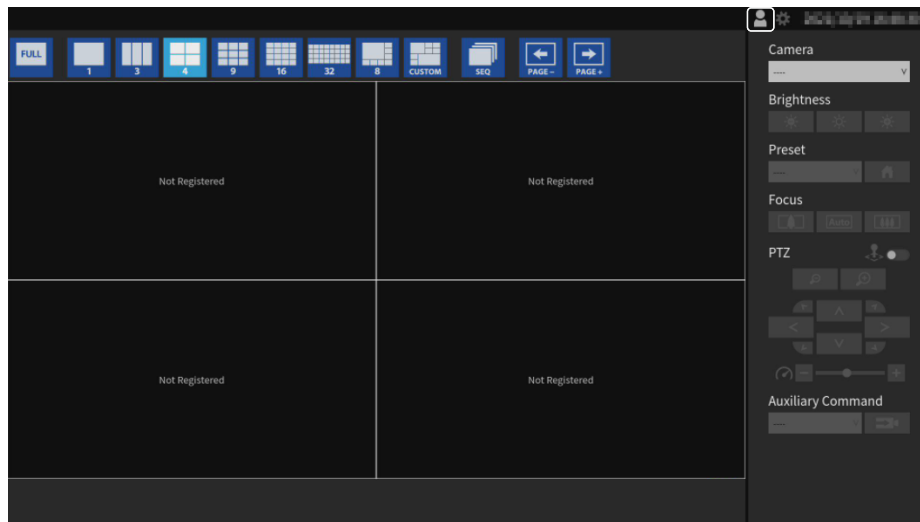 FULL
1
3
4
9
16
32
8
CUSTOM
SEQ
PAGE −
PAGE +
Camera
----
V
Not Registered
Not Registered
Not Registered
Not Registered
Brightness
Preset
----
Focus
Auto
PTZ
Auxiliary Command
----